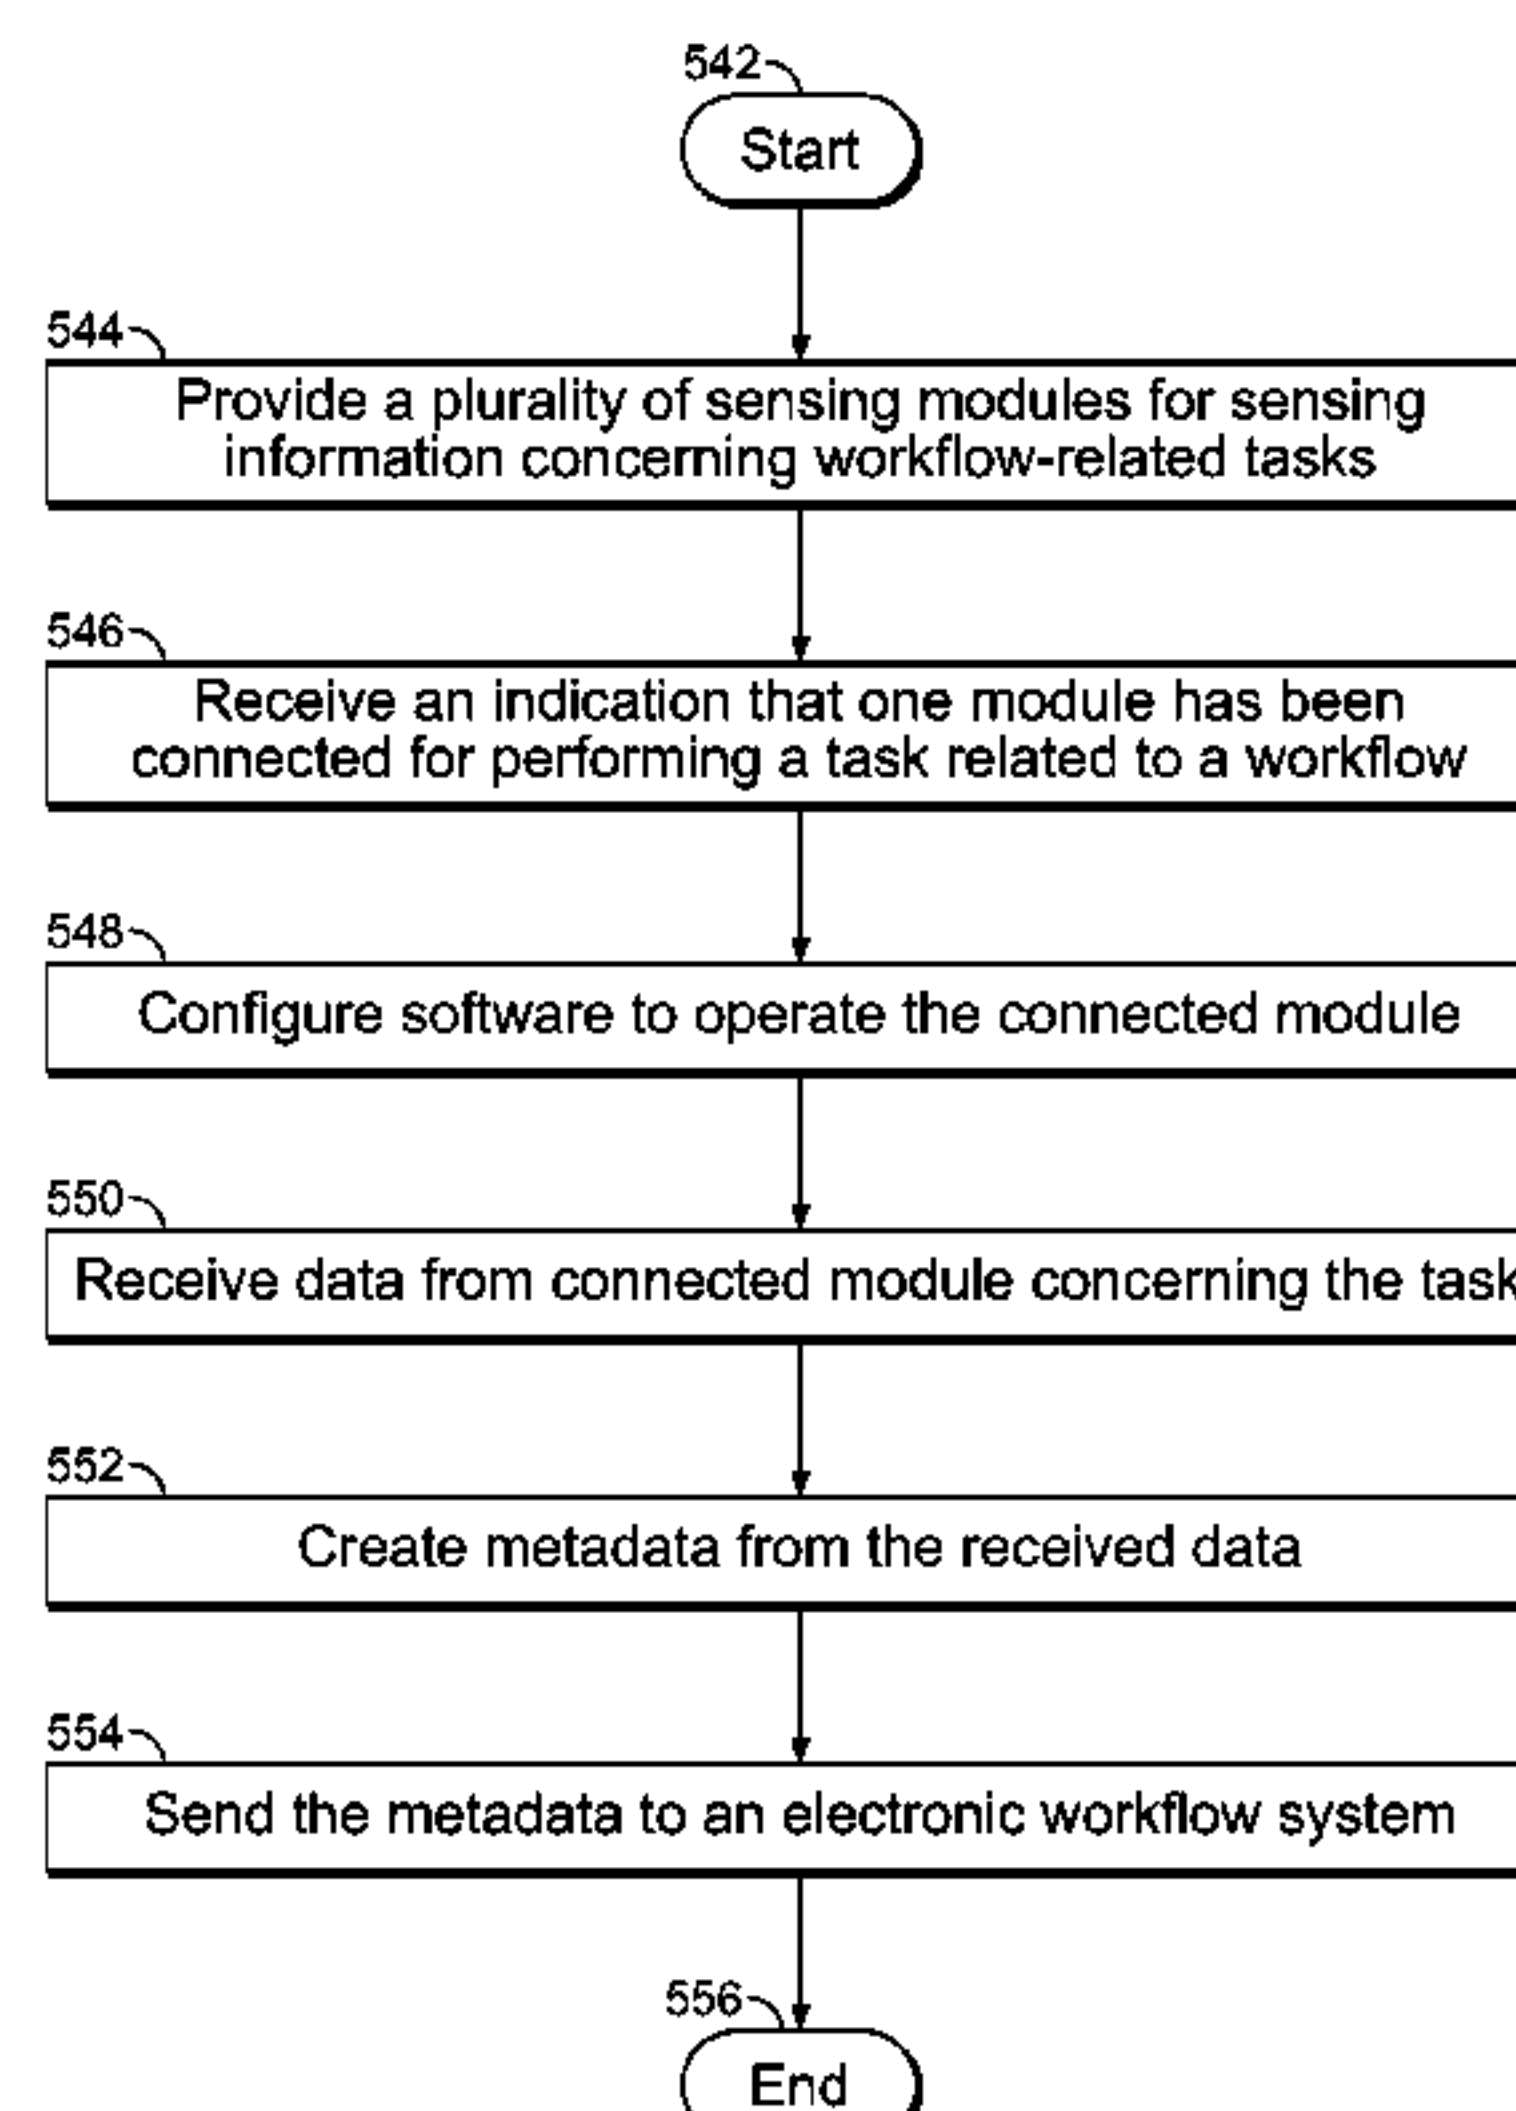 542
Start
544
Provide a plurality of sensing modules for sensing
information concerning workflow-related tasks
546
Receive an indication that one module has been
connected for performing a task related to a workflow
548
Configure software to operate the connected module
550
Receive data from connected module concerning the task
552
Create metadata from the received data
554
Send the metadata to an electronic workflow system
556
End